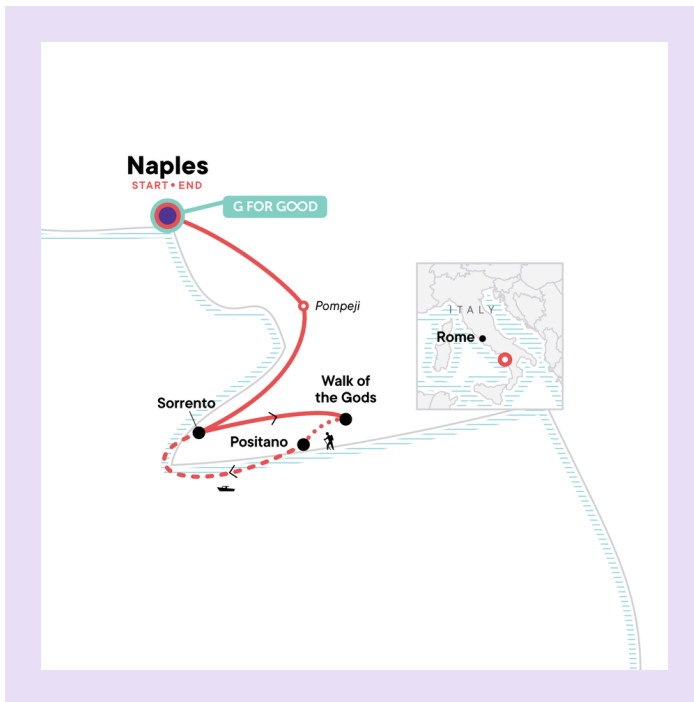 Naples
START • END
G FOR GOOD
Pompeji
ITALY
Rome
Walk of
the Gods
Sorrento
Positano